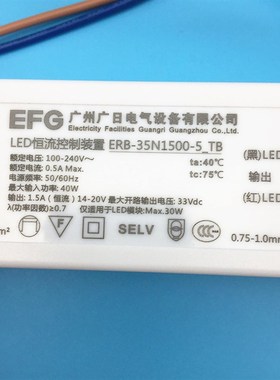 EFG 广州广日电气设备有限公司
Electricity Facilities Guangri Guangzhou Co.,Ltd.
LED恒流控制装置 ERB-35N1500-5_TB
额定电压: 100-240V～ ta:40℃
额定电流: 0.5A Max. tc:75℃
电源频率: 50/60Hz
最大输入功率: 40W
输出: 1.5A（恒流）14-20V 最大开路输出电压: 33Vdc
λ(功率因数)≥0.7 仅适用于LED模块:Max.30W
F SELV
(黑)LED
输出
(红)LED
0.75-1.0mm
m²